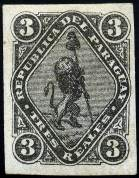 3 3
REPUBLICA DEL PARAGUAY
TRES REALES
3 3